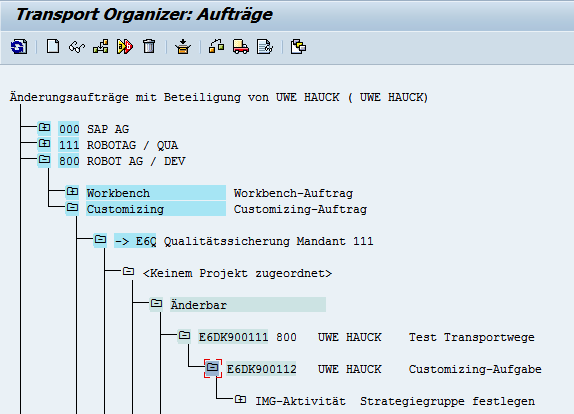 Transport Organizer: Aufträge
Änderungsaufträge mit Beteiligung von UWE HAUCK ( UWE HAUCK)
000 SAP AG
111 ROBOTAG / QUA
800 ROBOT AG / DEV
Workbench Workbench-Auftrag
Customizing Customizing-Auftrag
-> E6Q Qualitätssicherung Mandant 111
<Keinem Projekt zugeordnet>
Änderbar
E6DK900111 800 UWE HAUCK Test Transportwege
E6DK900112 UWE HAUCK Customizing-Aufgabe
IMG-Aktivität Strategiegruppe festlegen